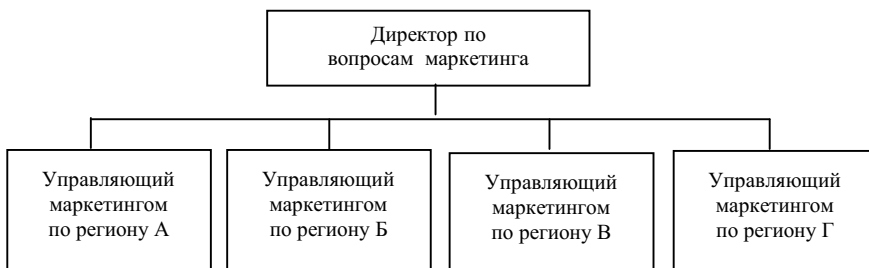 Директор по
вопросам маркетинга
Управляющий
маркетингом
по региону А
Управляющий
маркетингом
по региону Б
Управляющий
маркетингом
по региону В
Управляющий
маркетингом
по региону Г